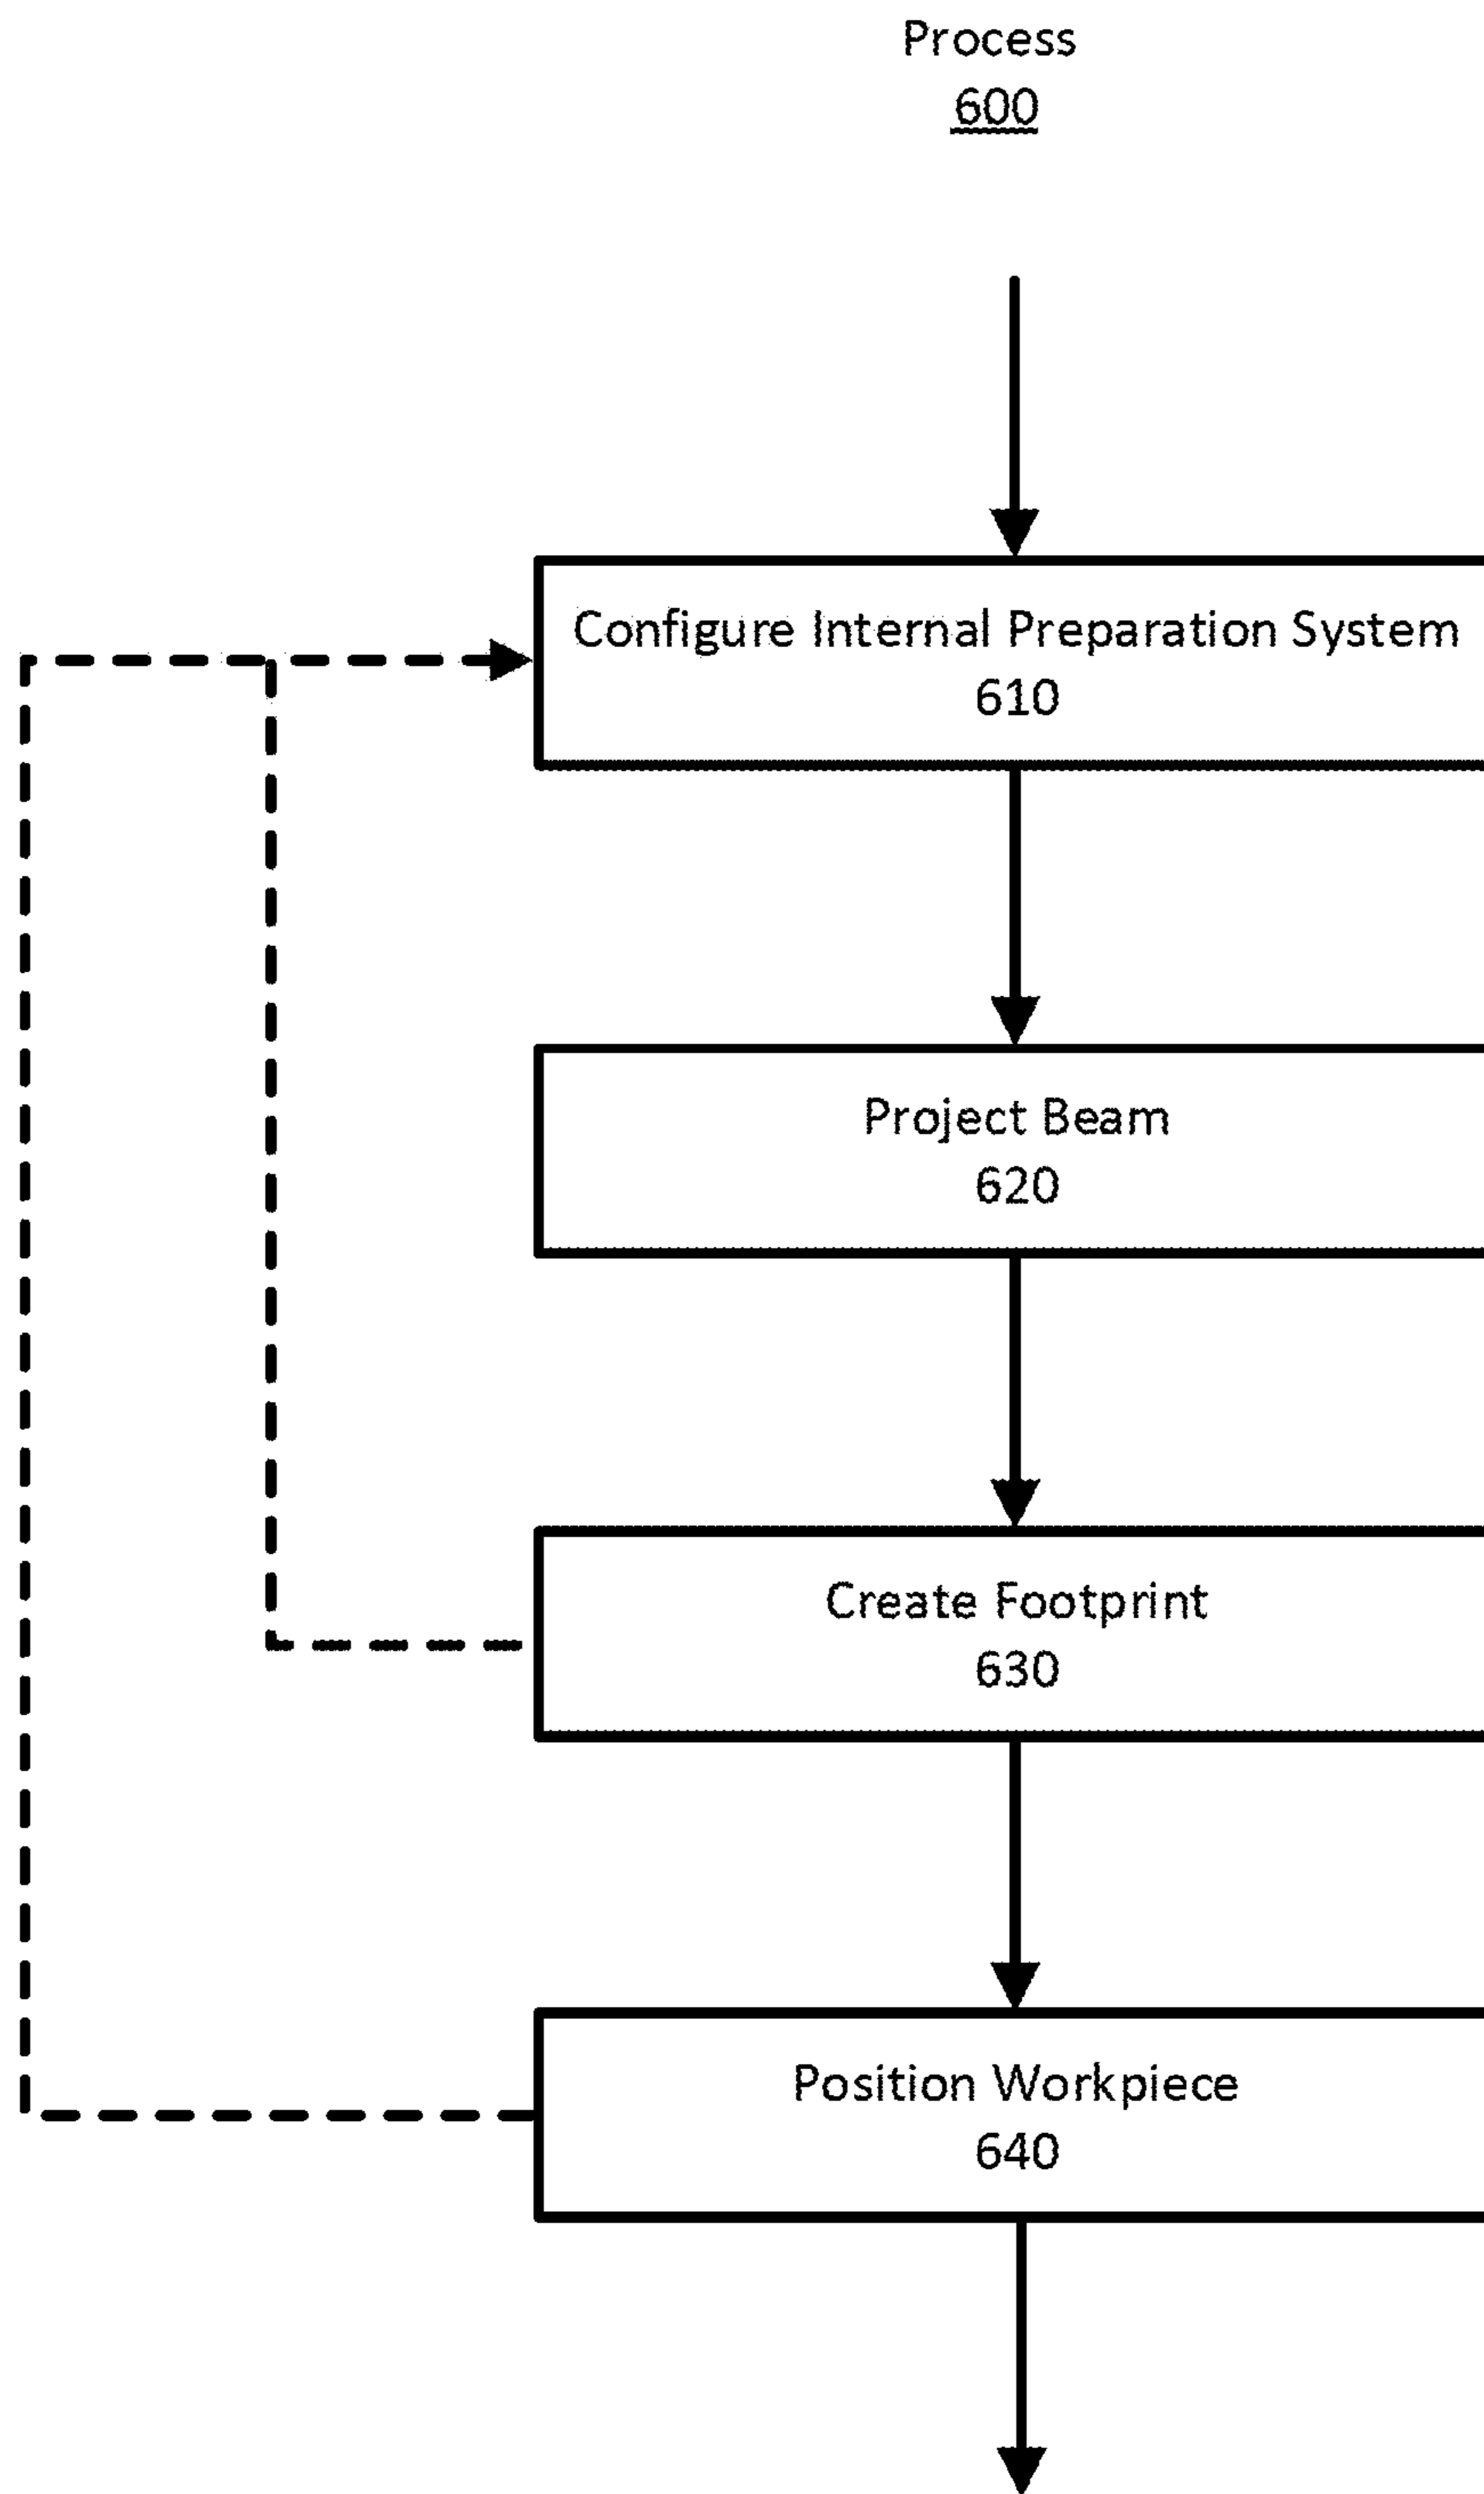 Process
600
Configure Internal Preparation System
610
Project Beam
620
Create Footprint
630
Position Workpiece
640